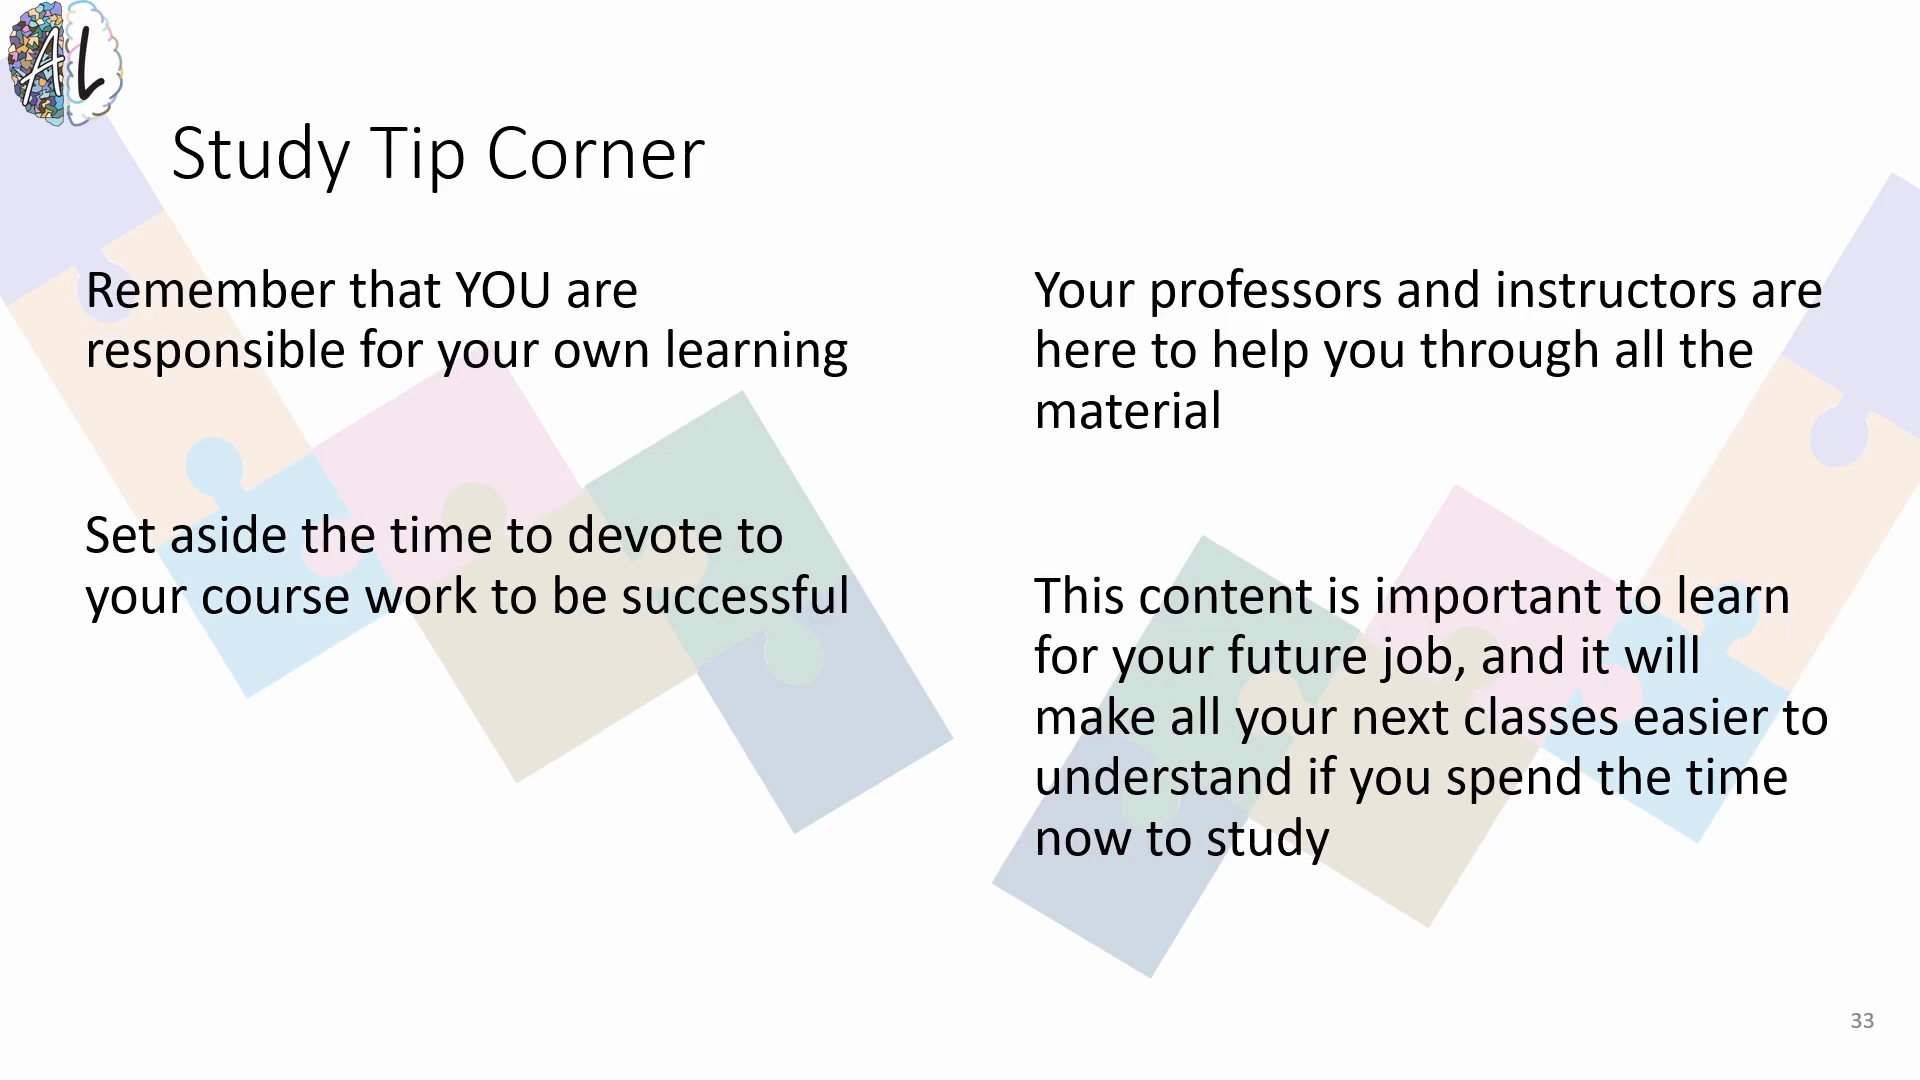 AL
Study Tip Corner
Remember that YOU are
responsible for your own learning
Set aside the time to devote to
your course work to be successful
Your professors and instructors are
here to help you through all the
material
This content is important to learn
for your future job, and it will
make all your next classes easier to
understand if you spend the time
now to study
33